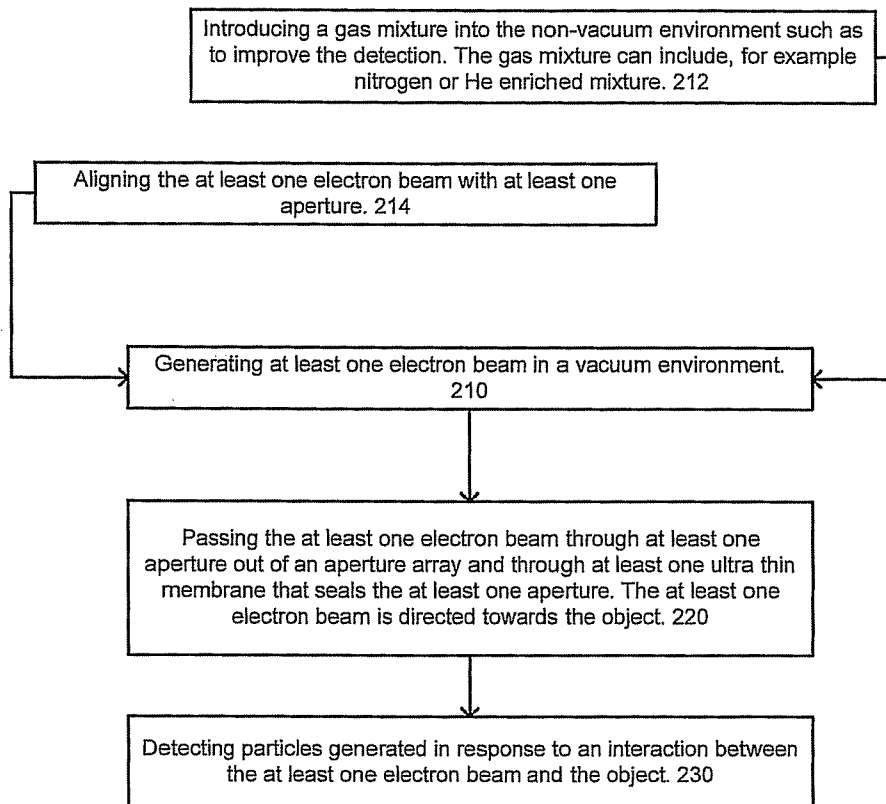 Introducing a gas mixture into the non-vacuum environment such as
to improve the detection. The gas mixture can include, for example
nitrogen or He enriched mixture. 212
Aligning the at least one electron beam with at least one
aperture. 214
Generating at least one electron beam in a vacuum environment.
210
Passing the at least one electron beam through at least one
aperture out of an aperture array and through at least one ultra thin
membrane that seals the at least one aperture. The at least one
electron beam is directed towards the object. 220
Detecting particles generated in response to an interaction between
the at least one electron beam and the object. 230